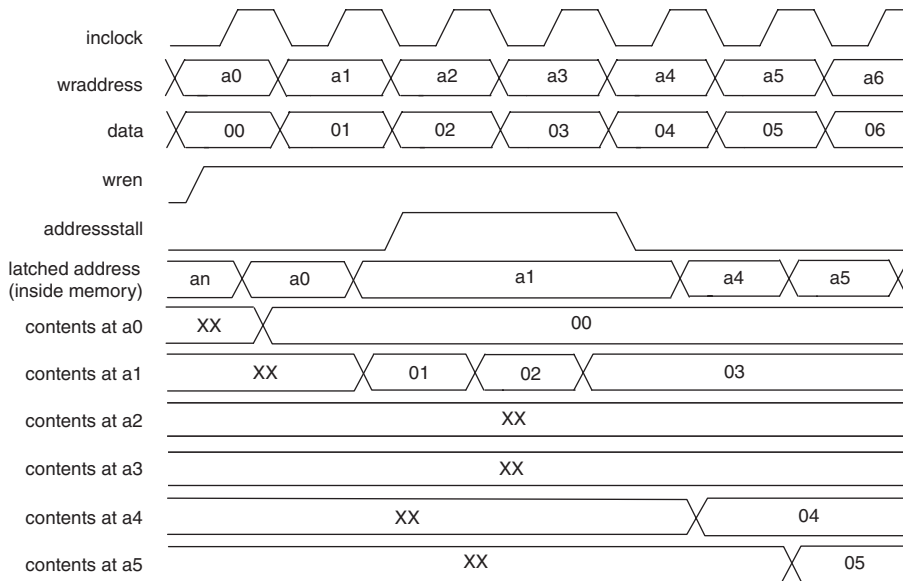 inclock
wraddress a0 a1 a2 a3 a4 a5 a6
data 00 01 02 03 04 05 06
wren
addressstall
latched address
(inside memory) an a0 a1 a4 a5
contents at a0 XX 00
contents at a1 XX 01 02 03
contents at a2 XX
contents at a3 XX
contents at a4 XX 04
contents at a5 XX 05